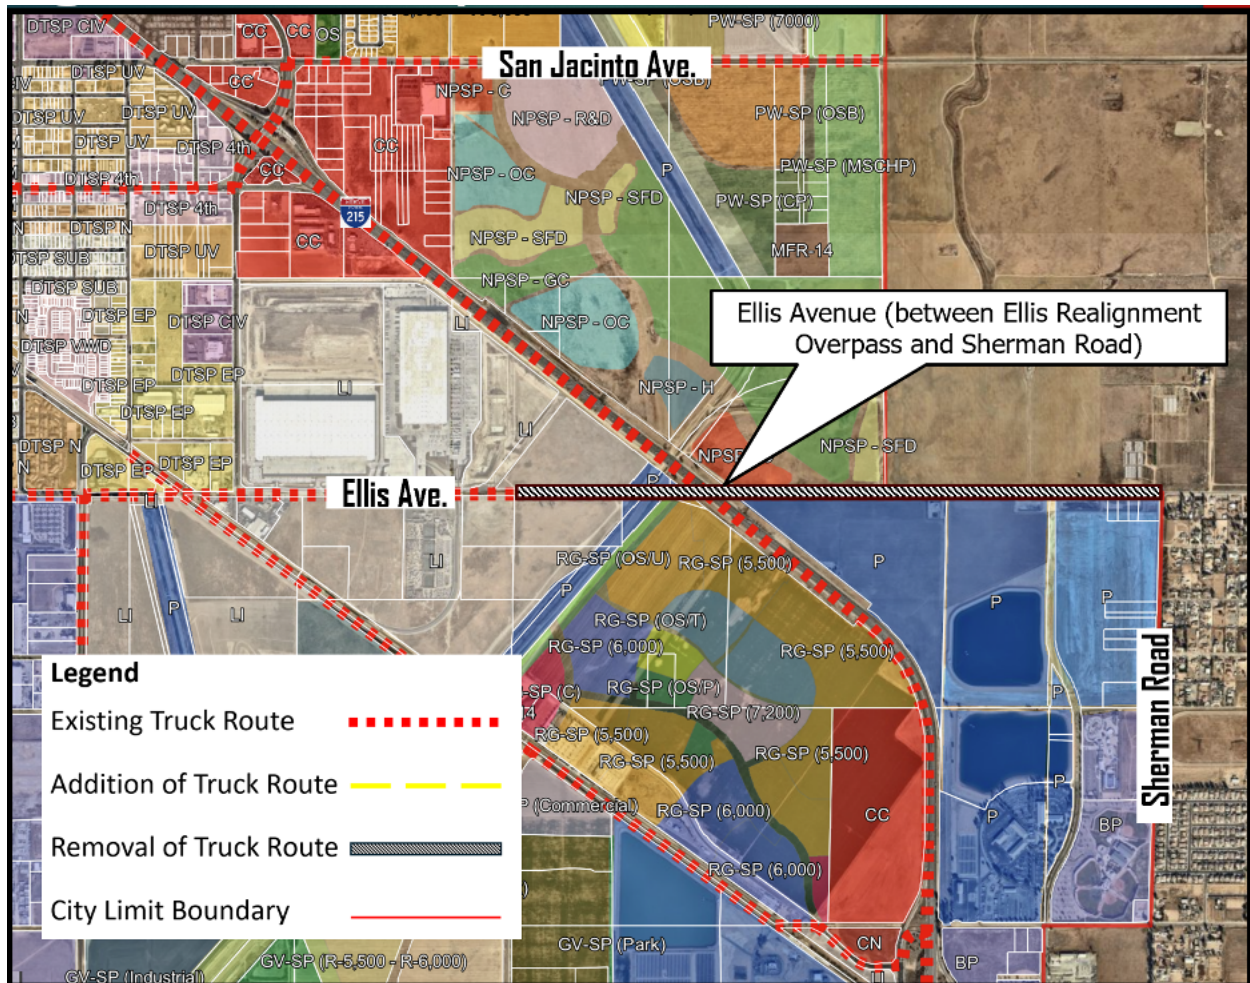 DTSP CIV
CC
CC
OS
PW-SP (7000)
San Jacinto Ave.
DTSP UV
CC
NPSP - C
DTSP UV
DTSP UV
NPSP - R&D
PW-SP (OSB)
DTSP UV
DTSP 4th
CC
P
PW-SP (MSCHP)
DTSP 4th
CC
NPSP - OC
NPSP - SFD
PW-SP (CP)
DTSP 4th
215
N
DTSP N
NPSP - SFD
CC
DTSP UV
MFR-14
DTSP SUB
DTSP SUB
NPSP - GC
Ellis Avenue (between Ellis Realignment
Overpass and Sherman Road)
N
DTSP EP
DTSP CIV
LI
NPSP - OC
DTSP VWD
DTSP EP
DTSP EP
LI
NPSP - H
DTSP EP
LI
DTSP N
NPSP - SFD
N
DTSP EP
DTSP EP
P
Ellis Ave.
LI
LI
RG-SP (OS/U)
RG-SP (5,500)
P
P
P
P
LI
P
LI
RG-SP (OS/T)
RG-SP (6,000)
RG-SP (5,500)
Sherman Road
Legend
RG-SP (OS/P)
P
Existing Truck Route
RG-SP (7,200)
RG-SP (5,500)
RG-SP (5,500)
RG-SP (5,500)
Addition of Truck Route
P
P (Commercial)
RG-SP (6,000)
CC
P
BP
Removal of Truck Route
RG-SP (6,000)
City Limit Boundary
GV-SP (Park)
CN
GV-SP (R-5,500 - R-6,000)
BP
GV-SP (Industrial)
LI